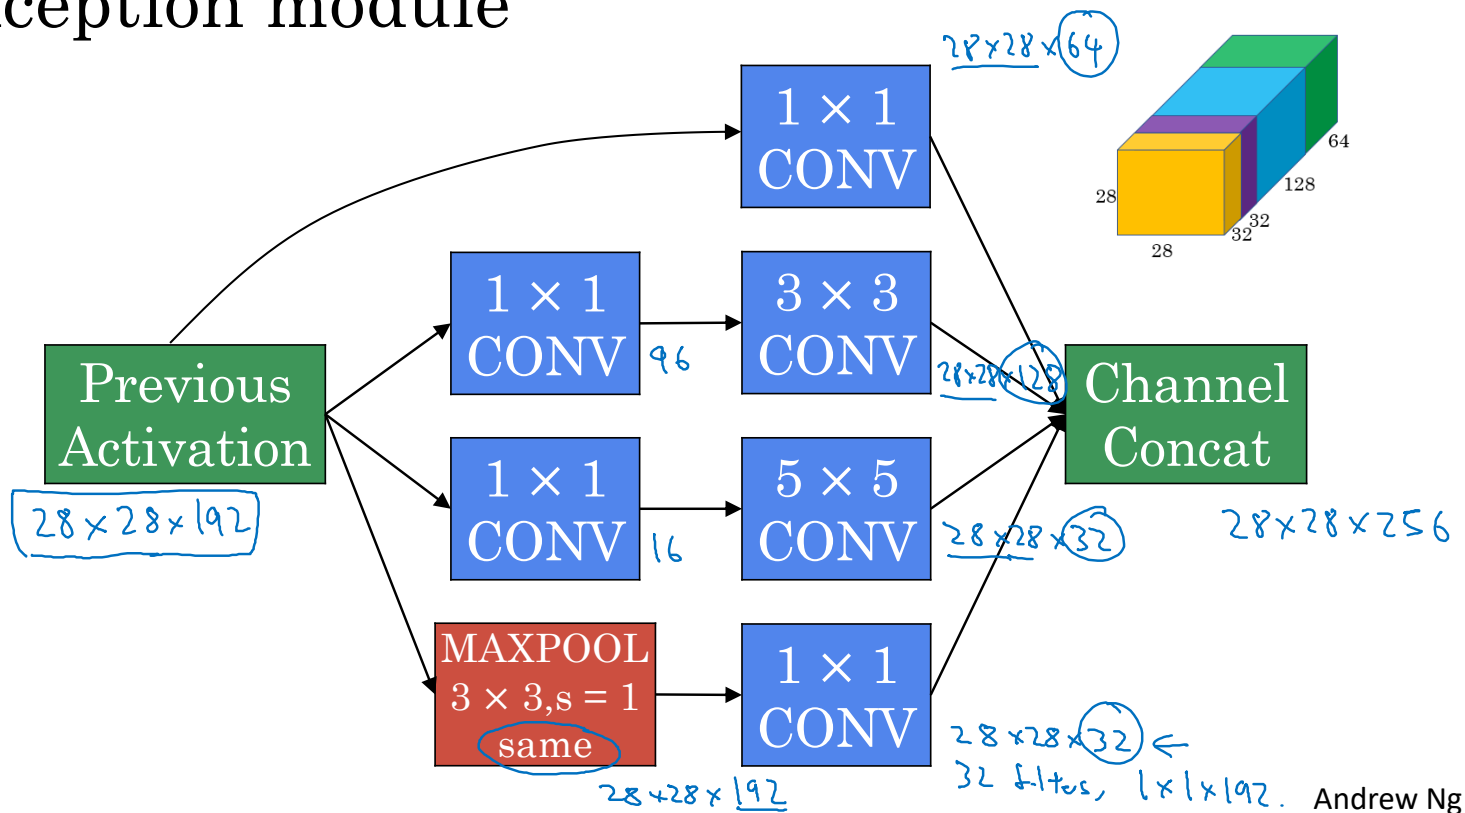 ception module
28×28×64
1 × 1
CONV
28
28
32
32
128
64
1 × 1
CONV
96
3 × 3
CONV
28×28×128
Previous
Activation
28×28×192
Channel
Concat
28×28×256
1 × 1
CONV
16
5 × 5
CONV
28×28×32
MAXPOOL
3 × 3,s = 1
same
28×28×192
1 × 1
CONV
28×28×32 ←
32 filters, 1×1×192.
Andrew Ng